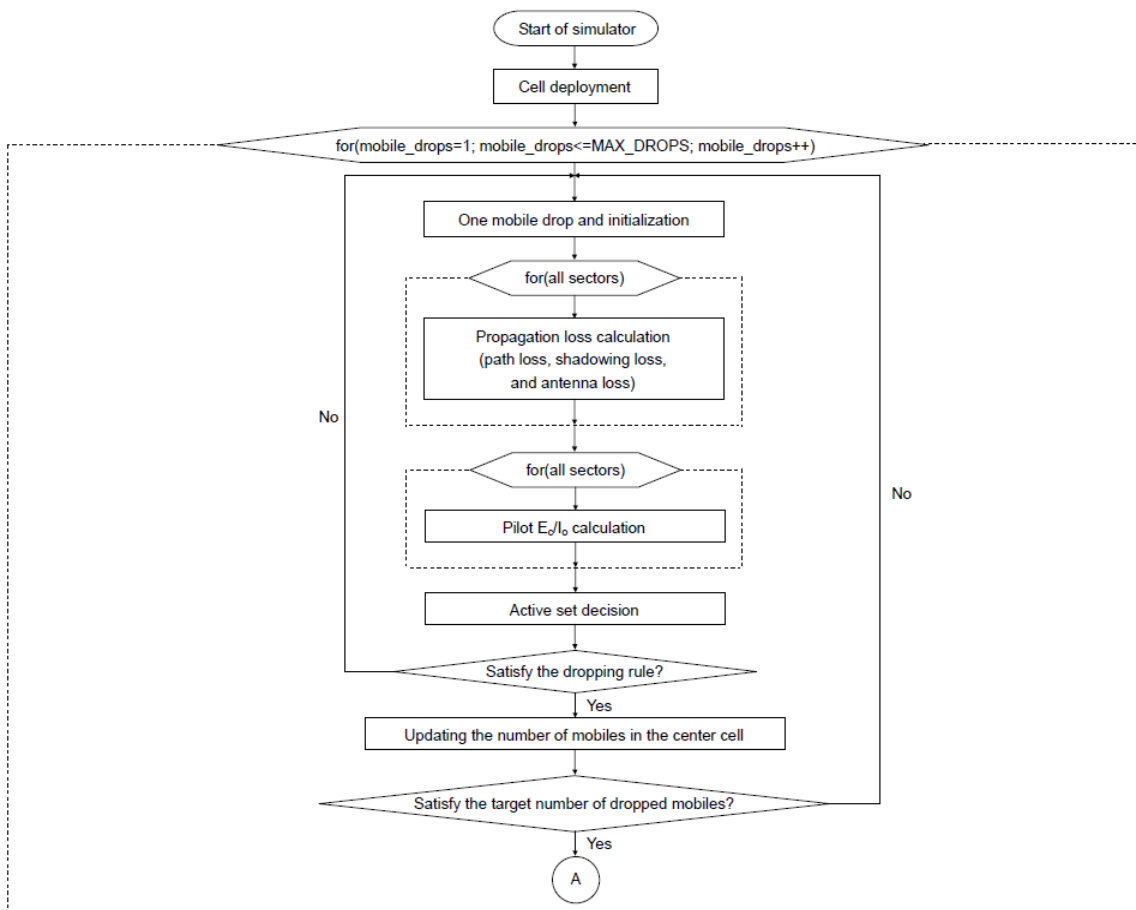 Start of simulator
Cell deployment
for(mobile_drops=1; mobile_drops<=MAX_DROPS; mobile_drops++)
One mobile drop and initialization
for(all sectors)
Propagation loss calculation
(path loss, shadowing loss,
and antenna loss)
No
for(all sectors)
No
Pilot Ec/Io calculation
Active set decision
Satisfy the dropping rule?
Yes
Updating the number of mobiles in the center cell
Satisfy the target number of dropped mobiles?
Yes
A